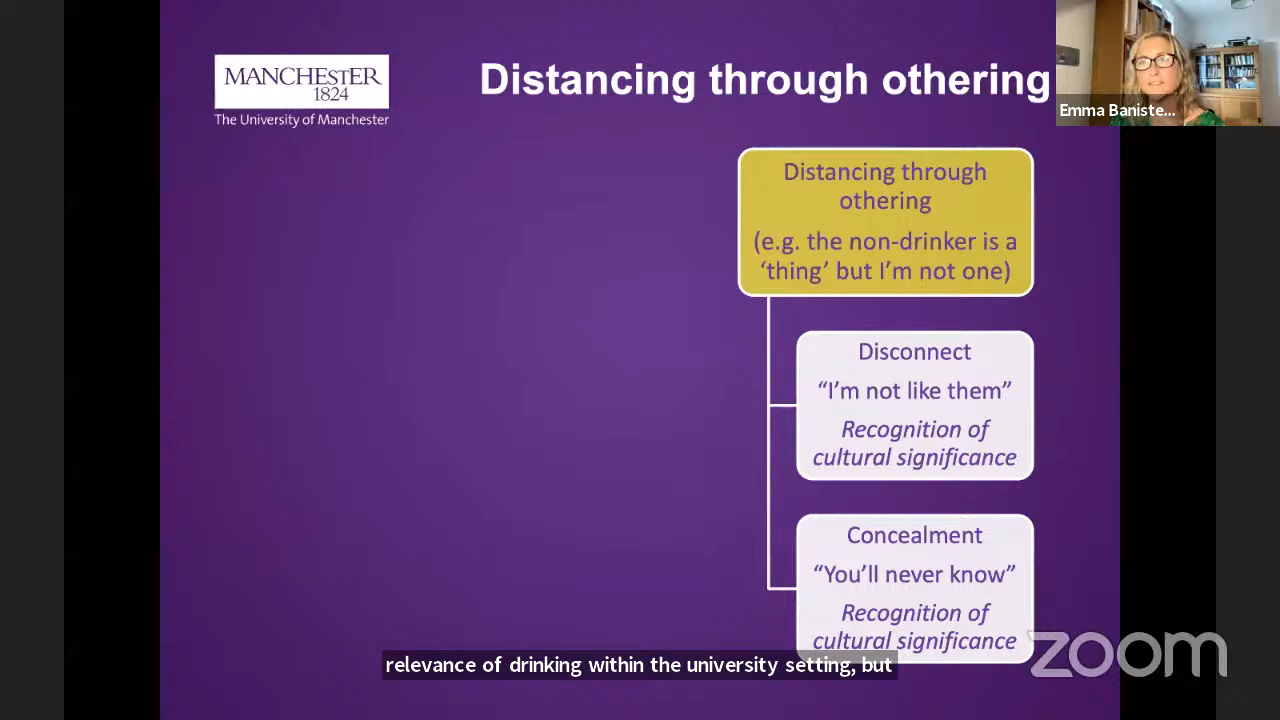 MANCHESTER
1824
The University of Manchester
Distancing through othering
Emma Baniste...
Distancing through
othering
(e.g. the non-drinker is a
‘thing’ but I’m not one)
Disconnect
“I’m not like them”
Recognition of
cultural significance
Concealment
“You’ll never know”
Recognition of
cultural significance
relevance of drinking within the university setting, but
zoom